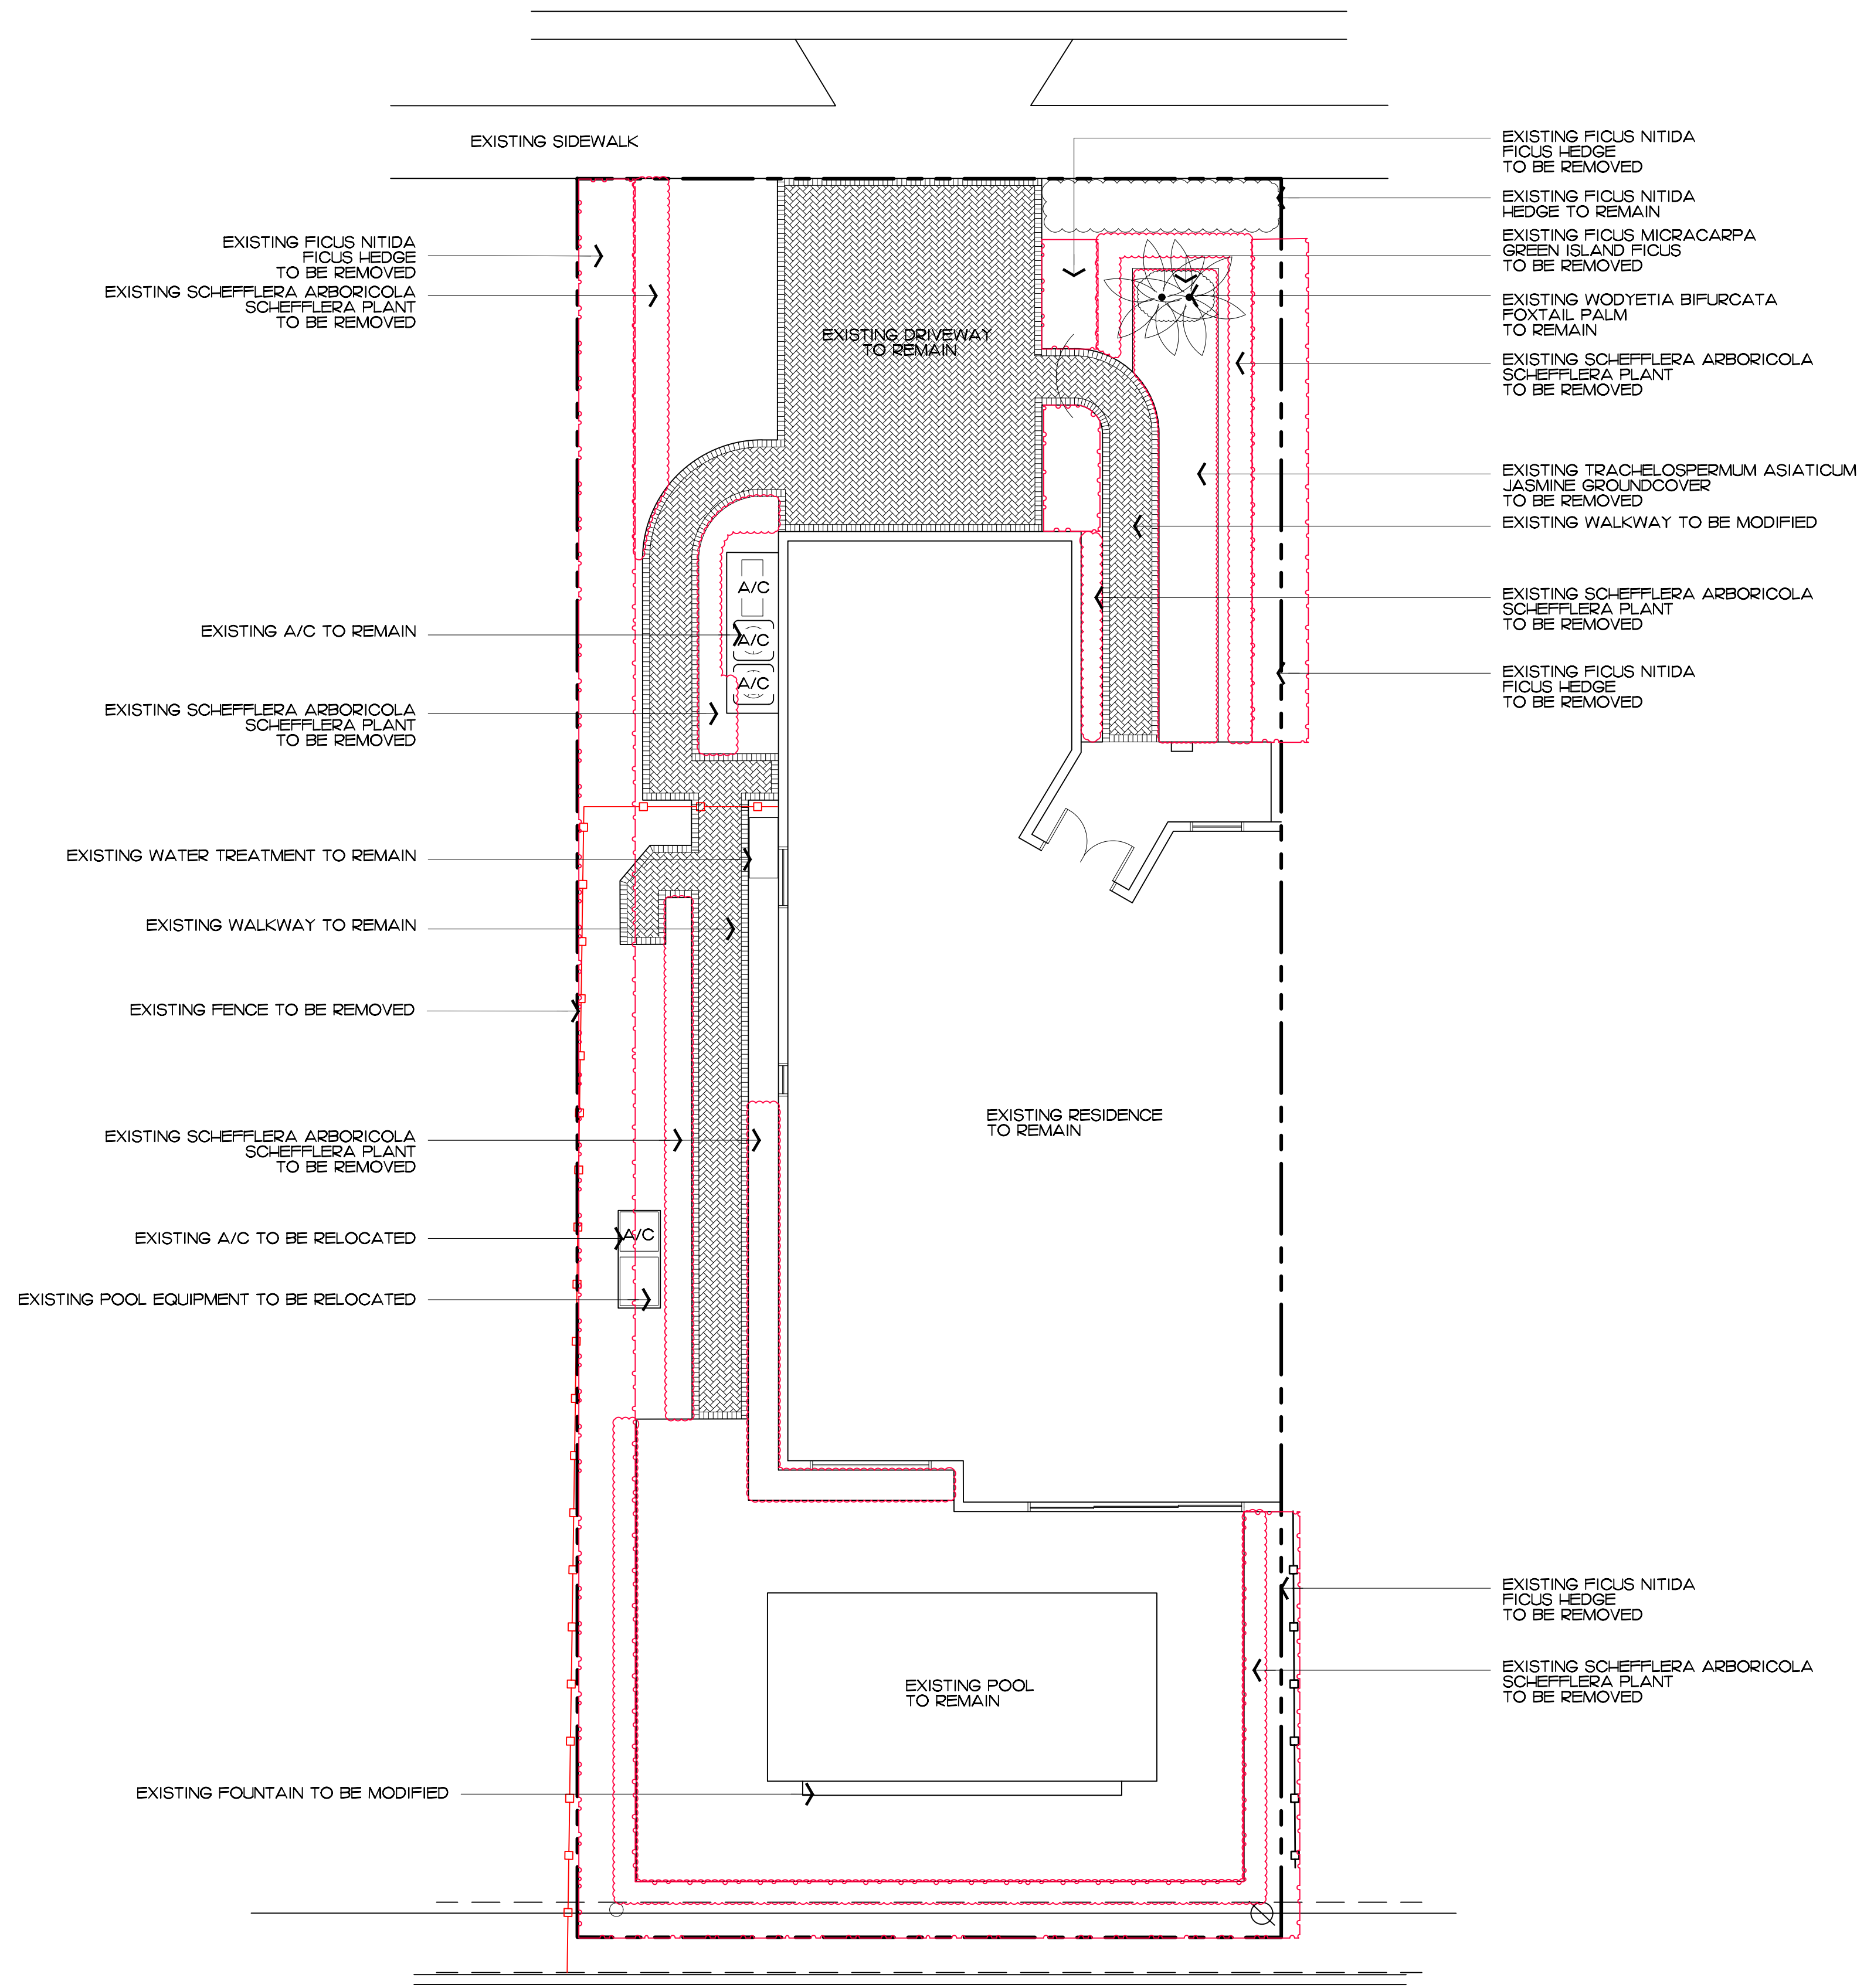 EXISTING SIDEWALK
EXISTING FICUS NITIDA
FICUS HEDGE
TO BE REMOVED
EXISTING SCHEFFLERA ARBORICOLA
SCHEFFLERA PLANT
TO BE REMOVED
EXISTING A/C TO REMAIN
EXISTING SCHEFFLERA ARBORICOLA
SCHEFFLERA PLANT
TO BE REMOVED
EXISTING WATER TREATMENT TO REMAIN
EXISTING WALKWAY TO REMAIN
EXISTING FENCE TO BE REMOVED
EXISTING SCHEFFLERA ARBORICOLA
SCHEFFLERA PLANT
TO BE REMOVED
EXISTING A/C TO BE RELOCATED
EXISTING POOL EQUIPMENT TO BE RELOCATED
EXISTING FOUNTAIN TO BE MODIFIED
EXISTING DRIVEWAY
TO REMAIN
A/C
A/C
A/C
A/C
EXISTING RESIDENCE
TO REMAIN
EXISTING POOL
TO REMAIN
EXISTING FICUS NITIDA
FICUS HEDGE
TO BE REMOVED
EXISTING FICUS NITIDA
HEDGE TO REMAIN
EXISTING FICUS MICRACARPA
GREEN ISLAND FICUS
TO BE REMOVED
EXISTING WODYETIA BIFURCATA
FOXTAIL PALM
TO REMAIN
EXISTING SCHEFFLERA ARBORICOLA
SCHEFFLERA PLANT
TO BE REMOVED
EXISTING TRACHELOSPERMUM ASIATICUM
JASMINE GROUNDCOVER
TO BE REMOVED
EXISTING WALKWAY TO BE MODIFIED
EXISTING SCHEFFLERA ARBORICOLA
SCHEFFLERA PLANT
TO BE REMOVED
EXISTING FICUS NITIDA
FICUS HEDGE
TO BE REMOVED
EXISTING FICUS NITIDA
FICUS HEDGE
TO BE REMOVED
EXISTING SCHEFFLERA ARBORICOLA
SCHEFFLERA PLANT
TO BE REMOVED